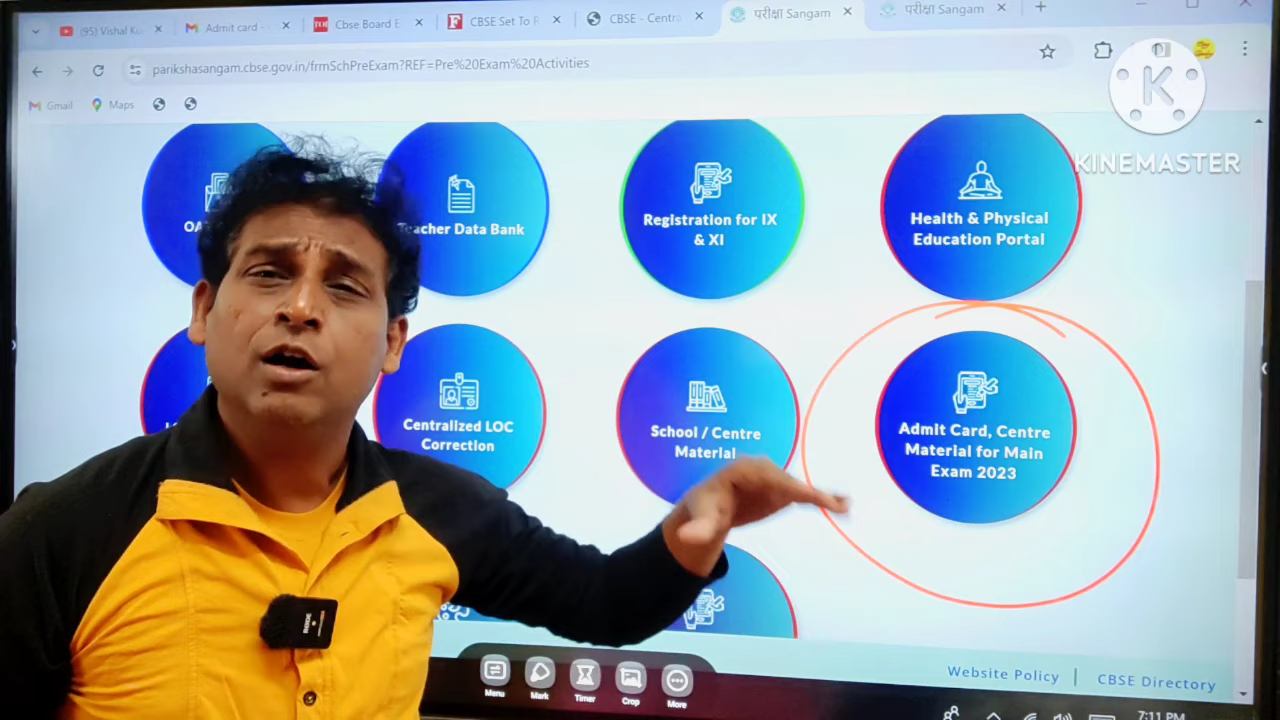 (95) Vishal Ku
Admit card -
TOI
Cbse Board E
CBSE Set To R
CBSE - Centra
परीक्षा Sangam
परीक्षा Sangam
parikshasangam.cbse.gov.in/frmSchPreExam?REF=Pre%20Exam%20Activities
Gmail
Maps
K
KINEMASTER
OA
Teacher Data Bank
Registration for IX
& XI
Health & Physical
Education Portal
Centralized LOC
Correction
School / Centre
Material
Admit Card, Centre
Material for Main
Exam 2023
Menu
Mark
Timer
Crop
More
Website Policy |
CBSE Directory
7:11 PM